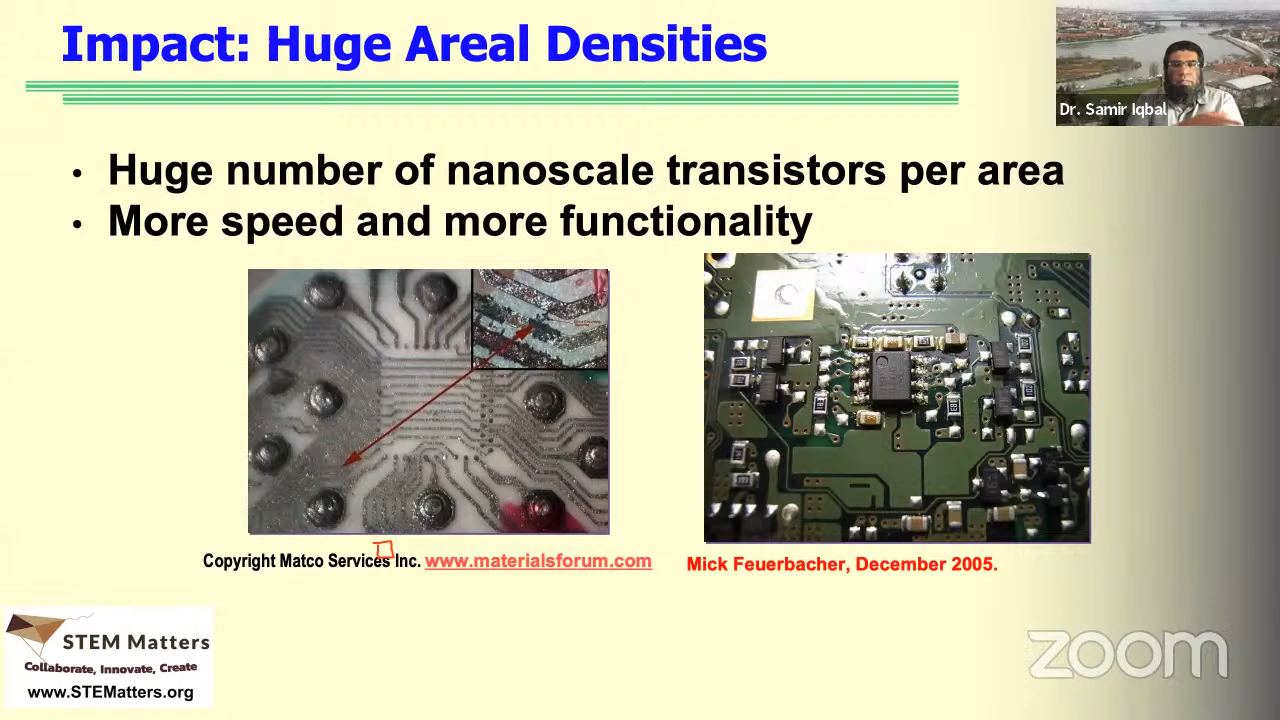 Impact: Huge Areal Densities
Dr. Samir Iqbal
• Huge number of nanoscale transistors per area
• More speed and more functionality
Copyright Matco Services Inc. www.materialsforum.com
Mick Feuerbacher, December 2005.
STEM Matters
Collaborate, Innovate, Create
www.STEMatters.org
zoom